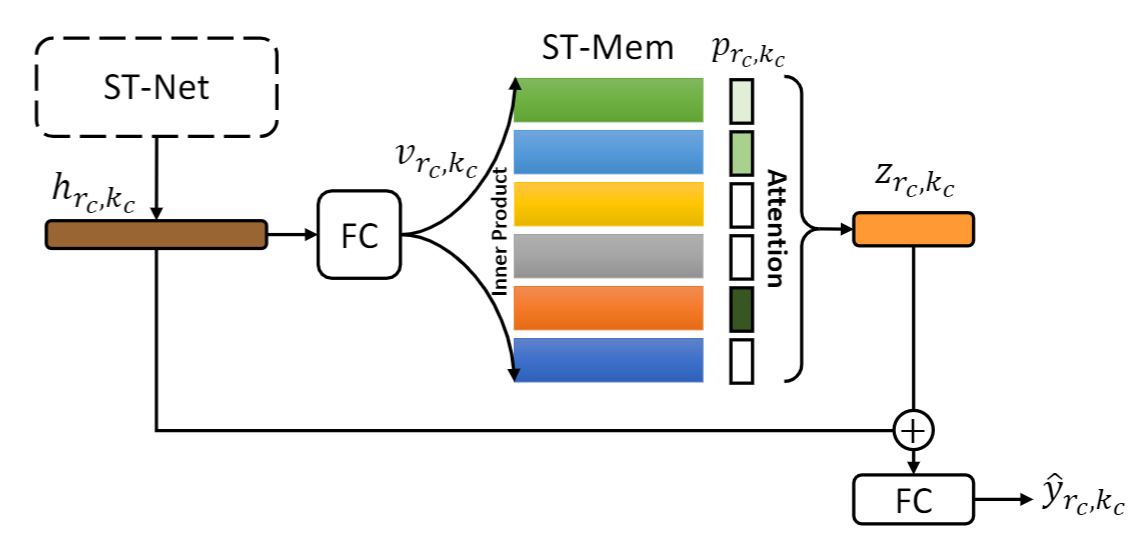 ST-Mem
p_{r_C,k_C}
ST-Net
v_{r_C,k_C}
h_{r_C,k_C}
FC
Inner Product
Attention
z_{r_C,k_C}
+
FC
ŷ_{r_C,k_C}